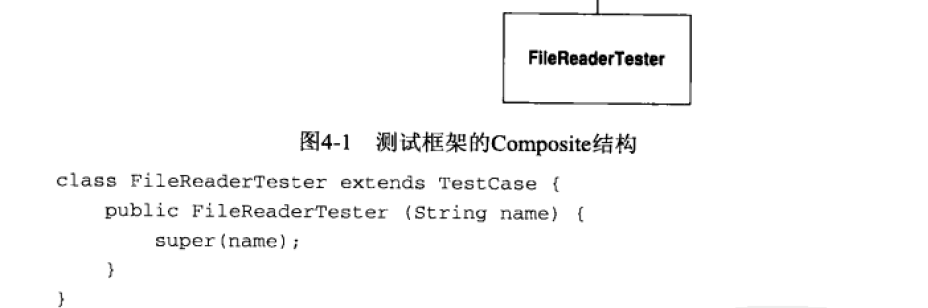 FileReaderTester
图4-1 测试框架的Composite结构
class FileReaderTester extends TestCase {
    public FileReaderTester (String name) {
        super(name);
    }
}